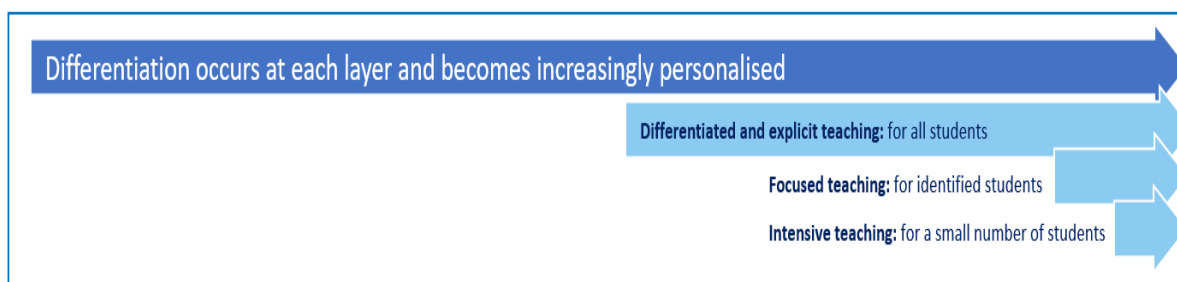 Differentiation occurs at each layer and becomes increasingly personalised
Differentiated and explicit teaching: for all students
Focused teaching: for identified students
Intensive teaching: for a small number of students